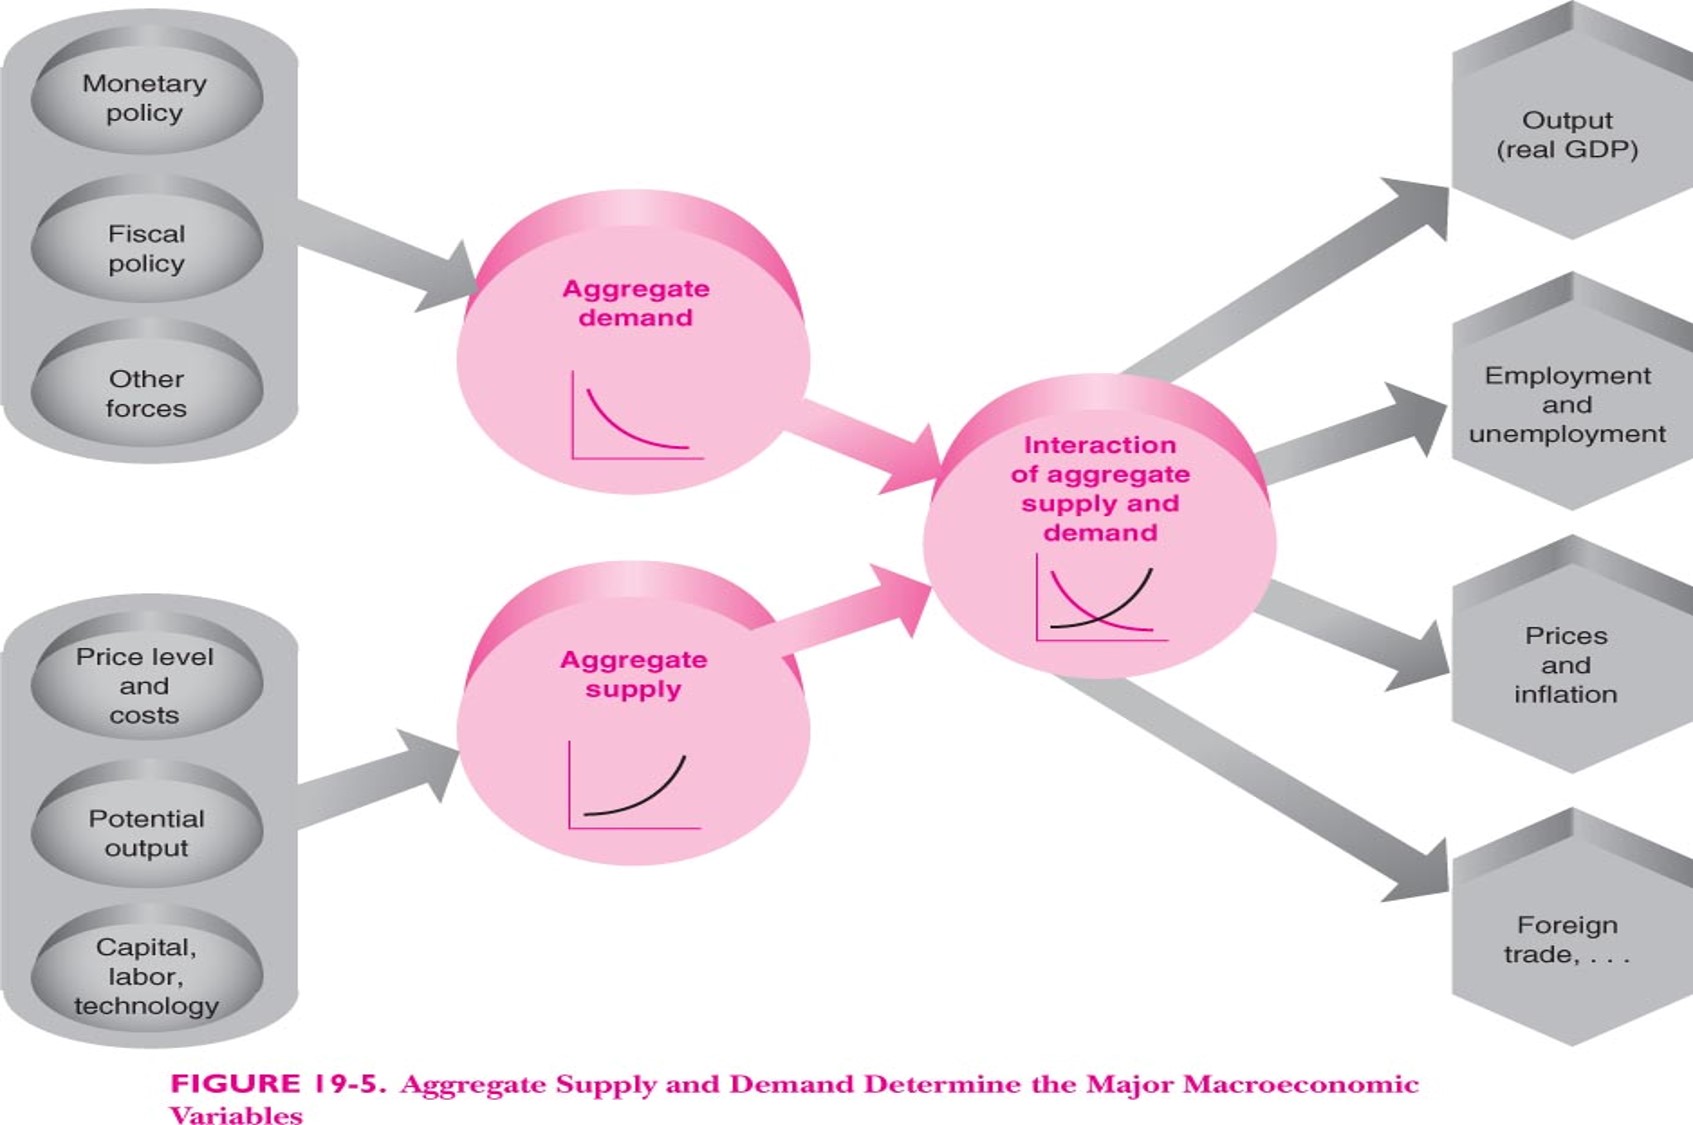 Monetary
policy
Fiscal
policy
Other
forces
Price level
and
costs
Potential
output
Capital,
labor,
technology
Aggregate
demand
Aggregate
supply
Interaction
of aggregate
supply and
demand
Output
(real GDP)
Employment
and
unemployment
Prices
and
inflation
Foreign
trade, . . .
FIGURE 19-5. Aggregate Supply and Demand Determine the Major Macroeconomic
Variables